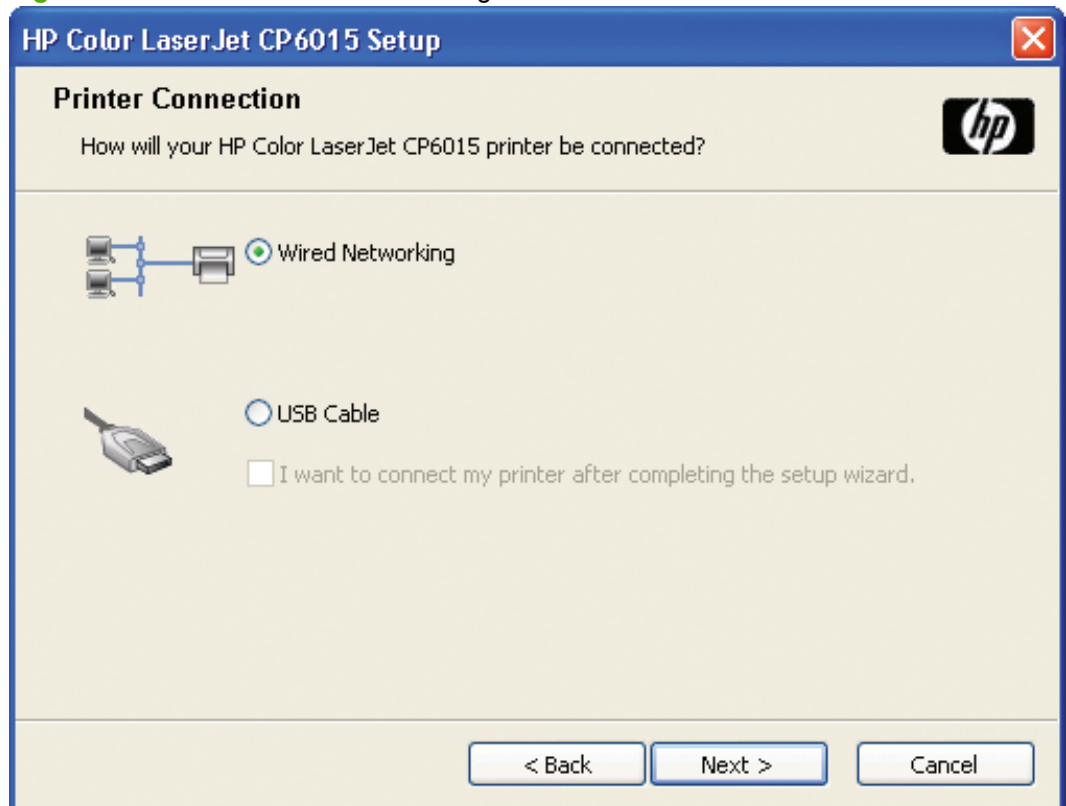 HP Color LaserJet CP6015 Setup
Printer Connection
How will your HP Color LaserJet CP6015 printer be connected?
hp
Wired Networking
USB Cable
I want to connect my printer after completing the setup wizard.
< Back Next > Cancel